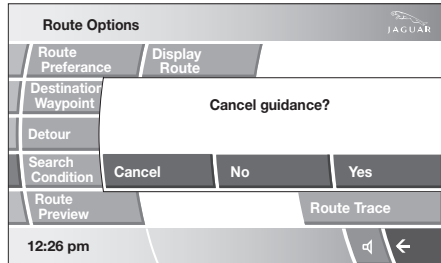 Route Options
JAGUAR
Route
Preferance
Display
Route
Destination
Waypoint
Cancel guidance?
Detour
Search
Condition
Cancel
No
Yes
Route
Preview
Route Trace
12:26 pm